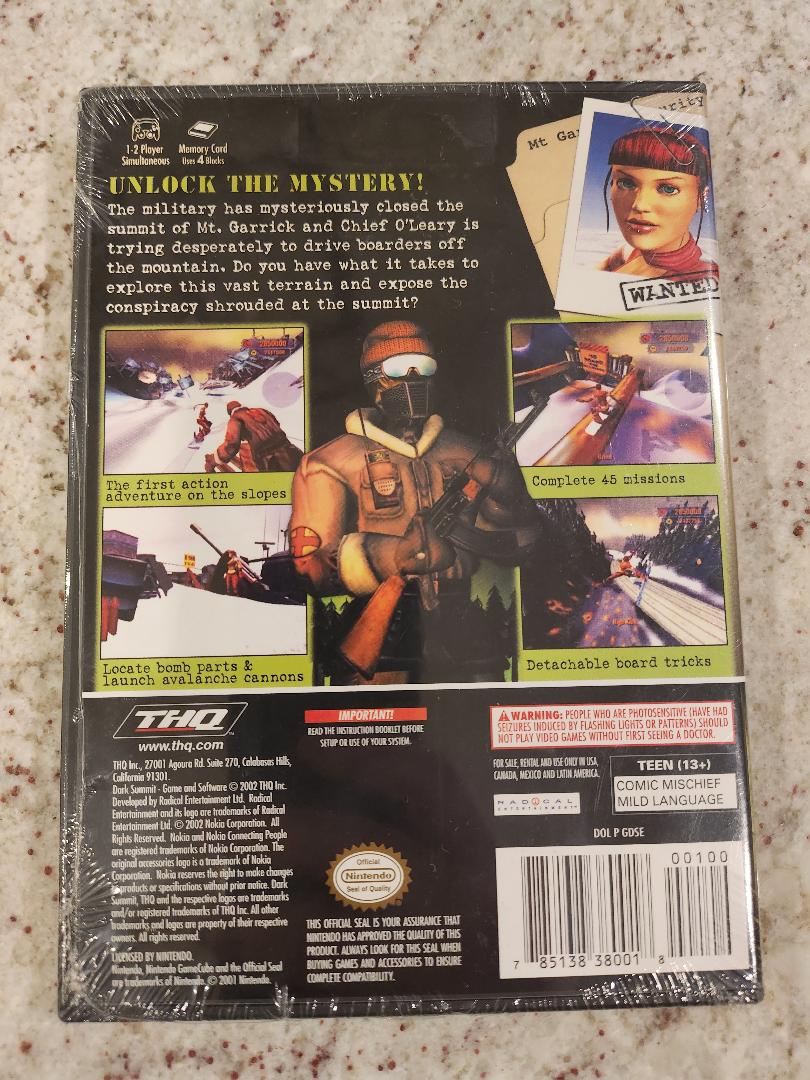 1-2 Player
Simultaneous
Memory Card
Uses 4 Blocks
Mt Ga
urity
WANTED
UNLOCK THE MYSTERY!
The military has mysteriously closed the
summit of Mt. Garrick and Chief O'Leary is
trying desperately to drive boarders off
the mountain. Do you have what it takes to
explore this vast terrain and expose the
conspiracy shrouded at the summit?
2850000
The first action
adventure on the slopes
2850000
Grind
Complete 45 missions
Locate bomb parts &
launch avalanche cannons
2850000
Detachable board tricks
THQ
www.thq.com
THQ Inc., 27001 Agoura Rd. Suite 270, Calabasas Hills,
California 91301.
Dark Summit - Game and Software © 2002 THQ Inc.
Developed by Radical Entertainment Ltd. Radical
Entertainment and its logo are trademarks of Radical
Entertainment Ltd. © 2002 Nokia Corporation. All
Rights Reserved. Nokia and Nokia Connecting People
are registered trademarks of Nokia Corporation. The
original accessories logo is a trademark of Nokia
Corporation. Nokia reserves the right to make changes
to products or specifications without prior notice. Dark
Summit, THQ and the respective logos are trademarks
and/or registered trademarks of THQ Inc. All other
trademarks and logos are property of their respective
owners. All rights reserved.
LICENSED BY NINTENDO.
Nintendo, Nintendo GameCube and the Official Seal
are trademarks of Nintendo. © 2001 Nintendo.
IMPORTANT!
READ THE INSTRUCTION BOOKLET BEFORE
SETUP OR USE OF YOUR SYSTEM.
Official
Nintendo
Seal of Quality
THIS OFFICIAL SEAL IS YOUR ASSURANCE THAT
NINTENDO HAS APPROVED THE QUALITY OF THIS
PRODUCT. ALWAYS LOOK FOR THIS SEAL WHEN
BUYING GAMES AND ACCESSORIES TO ENSURE
COMPLETE COMPATIBILITY.
WARNING: PEOPLE WHO ARE PHOTOSENSITIVE (HAVE HAD
SEIZURES INDUCED BY FLASHING LIGHTS OR PATTERNS) SHOULD
NOT PLAY VIDEO GAMES WITHOUT FIRST SEEING A DOCTOR.
FOR SALE, RENTAL AND USE ONLY IN USA,
CANADA, MEXICO AND LATIN AMERICA.
RADICAL
ENTERTAINMENT
TEEN (13+)
COMIC MISCHIEF
MILD LANGUAGE
DOL P GDSE
00100
7 85138 38001 8